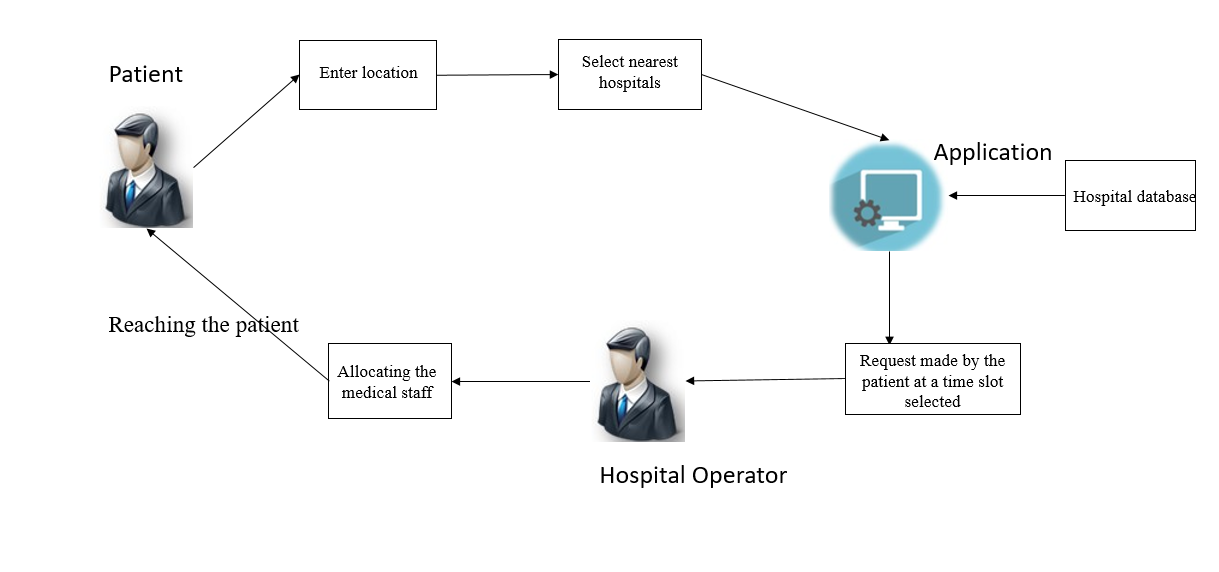 Patient
Enter location
Select nearest
hospitals
Application
Hospital database
Reaching the patient
Allocating the
medical staff
Request made by the
patient at a time slot
selected
Hospital Operator